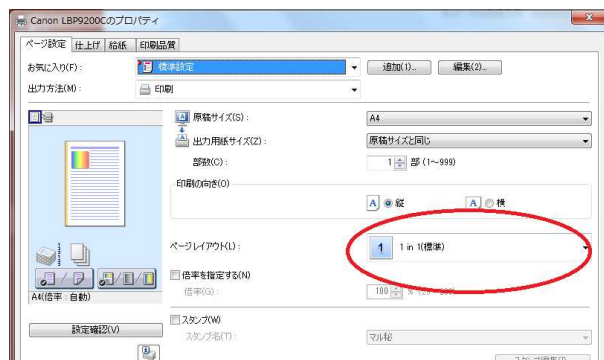 Canon LBP9200Cのプロパティ
ページ設定 仕上げ 給紙 印刷品質
お気に入り(F): 標準設定 追加(1)... 編集(2)...
出力方法(M): 印刷
原稿サイズ(S): A4
出力用紙サイズ(Z): 原稿サイズと同じ
部数(C): 1 部 (1~999)
印刷の向き(O)
A 縦 A 横
ページレイアウト(L): 1 1 in 1(標準)
倍率を指定する(N)
倍率(G): 100 %
A4(倍率:自動)
スタンプ(W)
設定確認(V) スタンプ名(T): マル秘